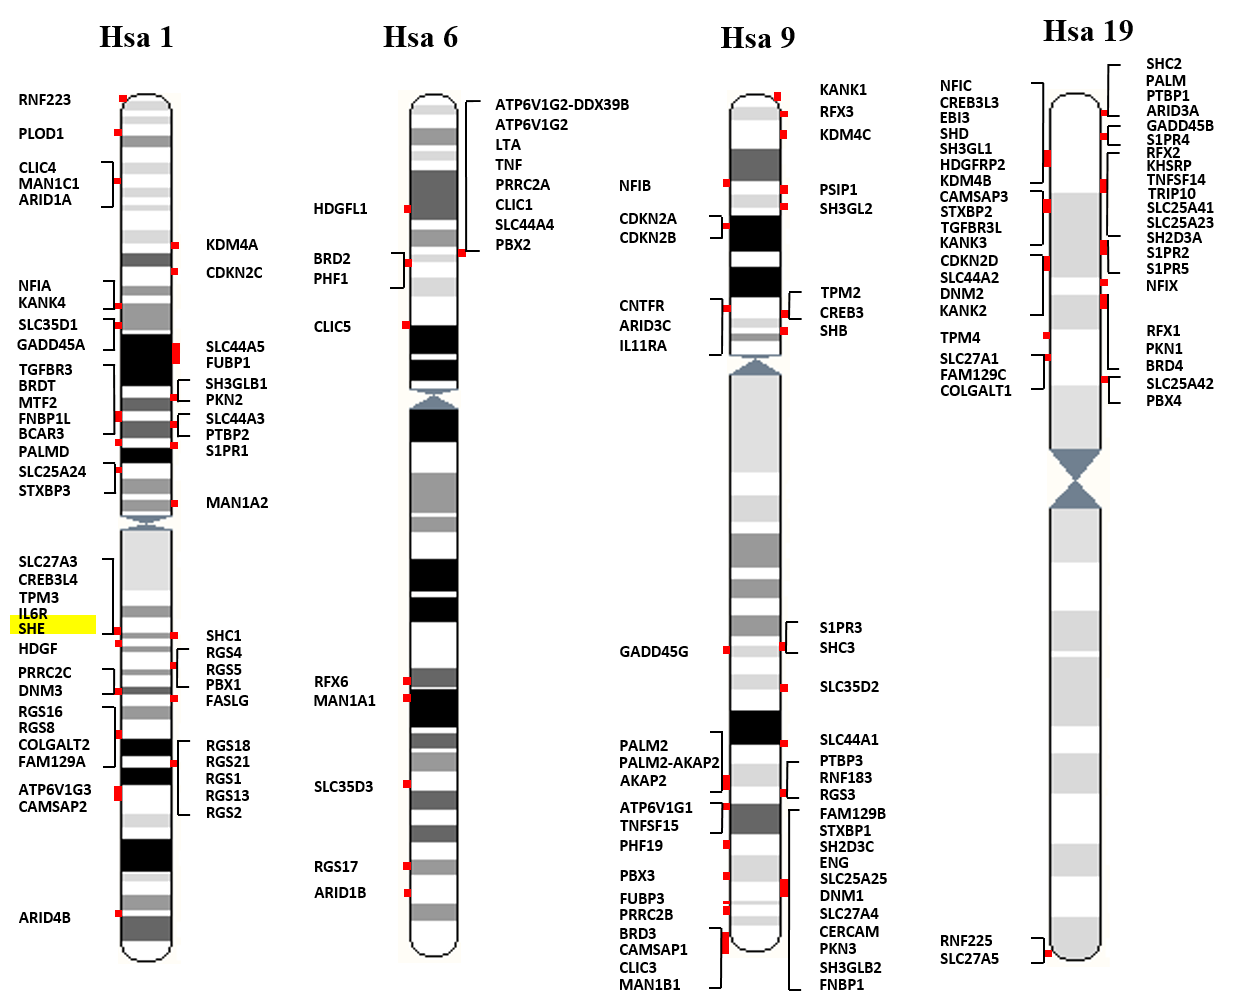 Hsa 1
RNF223
PLOD1
CLIC4
MAN1C1
ARID1A
NFIA
KANK4
SLC35D1
GADD45A
TGFBR3
BRDT
MTF2
FNBP1L
BCAR3
PALMD
SLC25A24
STXBP3
SLC27A3
CREB3L4
TPM3
IL6R
SHE
HDGF
PRRC2C
DNM3
RGS16
RGS8
COLGALT2
FAM129A
ATP6V1G3
CAMSAP2
ARID4B
KDM4A
CDKN2C
SLC44A5
FUBP1
SH3GLB1
PKN2
SLC44A3
PTBP2
S1PR1
MAN1A2
SHC1
RGS4
RGS5
PBX1
FASLG
RGS18
RGS21
RGS1
RGS13
RGS2
Hsa 6
HDGFL1
BRD2
PHF1
CLIC5
RFX6
MAN1A1
SLC35D3
RGS17
ARID1B
ATP6V1G2-DDX39B
ATP6V1G2
LTA
TNF
PRRC2A
CLIC1
SLC44A4
PBX2
Hsa 9
NFIB
CDKN2A
CDKN2B
CNTFR
ARID3C
IL11RA
GADD45G
PALM2
PALM2-AKAP2
AKAP2
ATP6V1G1
TNFSF15
PHF19
PBX3
FUBP3
PRRC2B
BRD3
CAMSAP1
CLIC3
MAN1B1
KANK1
RFX3
KDM4C
PSIP1
SH3GL2
TPM2
CREB3
SHB
S1PR3
SHC3
SLC35D2
SLC44A1
PTBP3
RNF183
RGS3
FAM129B
STXBP1
SH2D3C
ENG
SLC25A25
DNM1
SLC27A4
CERCAM
PKN3
SH3GLB2
FNBP1
Hsa 19
NFIC
CREB3L3
EBI3
SHD
SH3GL1
HDGFRP2
KDM4B
CAMSAP3
STXBP2
TGFBR3L
KANK3
CDKN2D
SLC44A2
DNM2
KANK2
TPM4
SLC27A1
FAM129C
COLGALT1
RNF225
SLC27A5
SHC2
PALM
PTBP1
ARID3A
GADD45B
S1PR4
RFX2
KHSRP
TNFSF14
TRIP10
SLC25A41
SLC25A23
SH2D3A
S1PR2
S1PR5
NFIX
RFX1
PKN1
BRD4
SLC25A42
PBX4